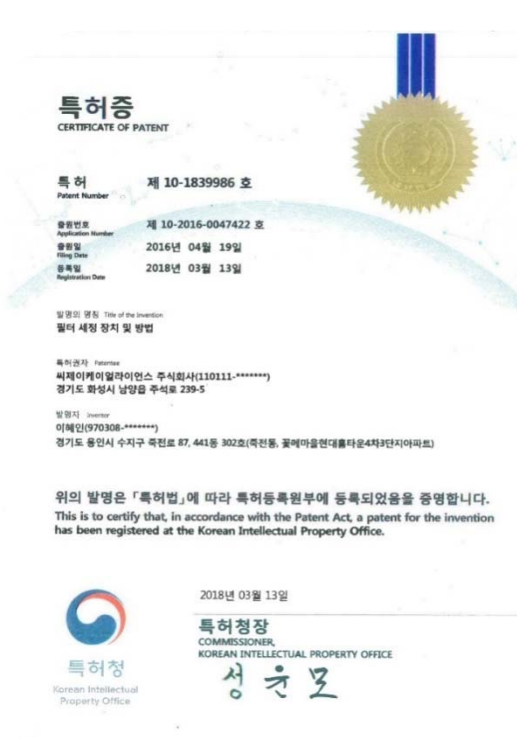 특허증
CERTIFICATE OF PATENT
특 허 제 10-1839986 호
Patent Number
출원번호 제 10-2016-0047422 호
Application Number
출원일 2016년 04월 19일
Filing Date
등록일 2018년 03월 13일
Registration Date
발명의 명칭 Title of the Invention
필터 세정 장치 및 방법
특허권자 Patentee
씨제이케이얼라이언스 주식회사(110111-*******)
경기도 화성시 남양읍 주석로 239-5
발명자 Inventor
이혜인(970308-*******)
경기도 용인시 수지구 죽전로 87, 441동 302호(죽전동, 꽃메마을현대홈타운4차3단지아파트)
위의 발명은 「특허법」에 따라 특허등록원부에 등록되었음을 증명합니다.
This is to certify that, in accordance with the Patent Act, a patent for the invention
has been registered at the Korean Intellectual Property Office.
2018년 03월 13일
특허청장
COMMISSIONER,
KOREAN INTELLECTUAL PROPERTY OFFICE
성윤모
특허청
Korean Intellectual
Property Office